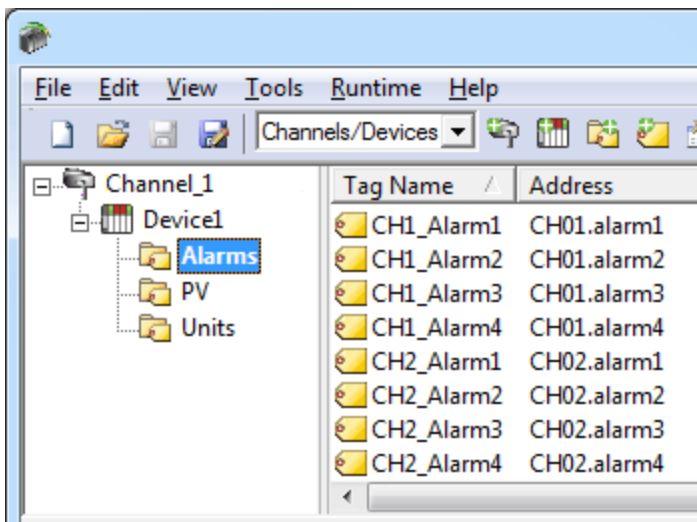 File Edit View Tools Runtime Help
Channels/Devices
Channel_1
Device1
Alarms
PV
Units
Tag Name Address
CH1_Alarm1 CH01.alarm1
CH1_Alarm2 CH01.alarm2
CH1_Alarm3 CH01.alarm3
CH1_Alarm4 CH01.alarm4
CH2_Alarm1 CH02.alarm1
CH2_Alarm2 CH02.alarm2
CH2_Alarm3 CH02.alarm3
CH2_Alarm4 CH02.alarm4